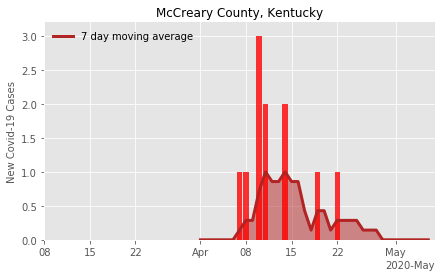 McCreary County, Kentucky
7 day moving average
New Covid-19 Cases
3.0
2.5
2.0
1.5
1.0
0.5
0.0
08 15 22 Apr 08 15 22 May
2020-May